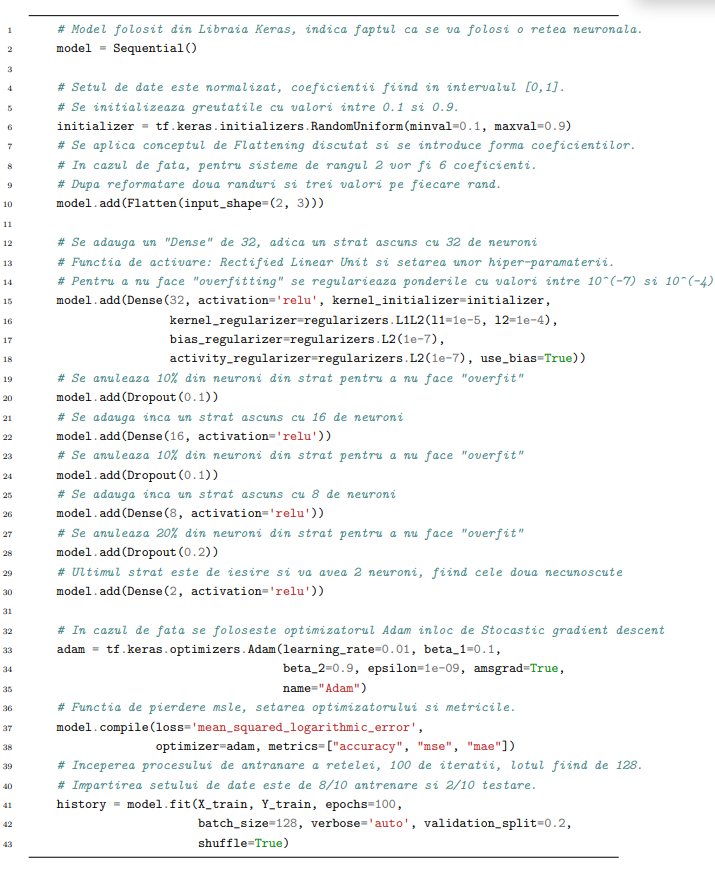 1 # Model folosit din Libraia Keras, indica faptul ca se va folosi o retea neuronala.
2 model = Sequential()
3
4 # Setul de date este normalizat, coeficientii fiind in intervalul [0,1].
5 # Se initializeaza greutatile cu valori intre 0.1 si 0.9.
6 initializer = tf.keras.initializers.RandomUniform(minval=0.1, maxval=0.9)
7 # Se aplica conceptul de Flattening discutat si se introduce forma coeficientilor.
8 # In cazul de fata, pentru sisteme de rangul 2 vor fi 6 coeficienti.
9 # Dupa reformatare doua randuri si trei valori pe fiecare rand.
10 model.add(Flatten(input_shape=(2, 3)))
11
12 # Se adauga un "Dense" de 32, adica un strat ascuns cu 32 de neuroni
13 # Functia de activare: Rectified Linear Unit si setarea unor hiper-paramaterii.
14 # Pentru a nu face "overfitting" se regularieaza ponderile cu valori intre 10^(-7) si 10^(-4)
15 model.add(Dense(32, activation='relu', kernel_initializer=initializer,
16 kernel_regularizer=regularizers.L1L2(l1=1e-5, l2=1e-4),
17 bias_regularizer=regularizers.L2(1e-7),
18 activity_regularizer=regularizers.L2(1e-7), use_bias=True))
19 # Se anuleaza 10% din neuroni din strat pentru a nu face "overfit"
20 model.add(Dropout(0.1))
21 # Se adauga inca un strat ascuns cu 16 de neuroni
22 model.add(Dense(16, activation='relu'))
23 # Se anuleaza 10% din neuroni din strat pentru a nu face "overfit"
24 model.add(Dropout(0.1))
25 # Se adauga inca un strat ascuns cu 8 de neuroni
26 model.add(Dense(8, activation='relu'))
27 # Se anuleaza 20% din neuroni din strat pentru a nu face "overfit"
28 model.add(Dropout(0.2))
29 # Ultimul strat este de iesire si va avea 2 neuroni, fiind cele doua necunoscute
30 model.add(Dense(2, activation='relu'))
31
32 # In cazul de fata se foloseste optimizatorul Adam inloc de Stocastic gradient descent
33 adam = tf.keras.optimizers.Adam(learning_rate=0.01, beta_1=0.1,
34 beta_2=0.9, epsilon=1e-09, amsgrad=True,
35 name="Adam")
36 # Functia de pierdere msle, setarea optimizatorului si metricile.
37 model.compile(loss='mean_squared_logarithmic_error',
38 optimizer=adam, metrics=["accuracy", "mse", "mae"])
39 # Inceperea procesului de antranare a retelei, 100 de iteratii, lotul fiind de 128.
40 # Impartirea setului de date este de 8/10 antrenare si 2/10 testare.
41 history = model.fit(X_train, Y_train, epochs=100,
42 batch_size=128, verbose='auto', validation_split=0.2,
43 shuffle=True)